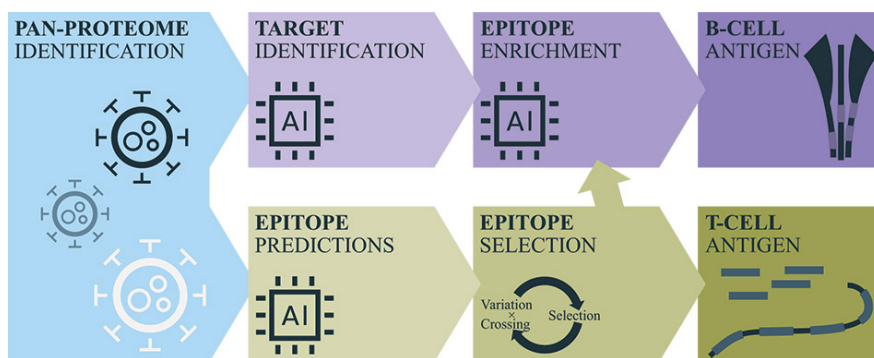 PAN-PROTEOME
IDENTIFICATION
TARGET
IDENTIFICATION
AI
EPITOPE
ENRICHMENT
AI
B-CELL
ANTIGEN
EPITOPE
PREDICTIONS
AI
EPITOPE
SELECTION
Variation
×
Crossing
Selection
T-CELL
ANTIGEN